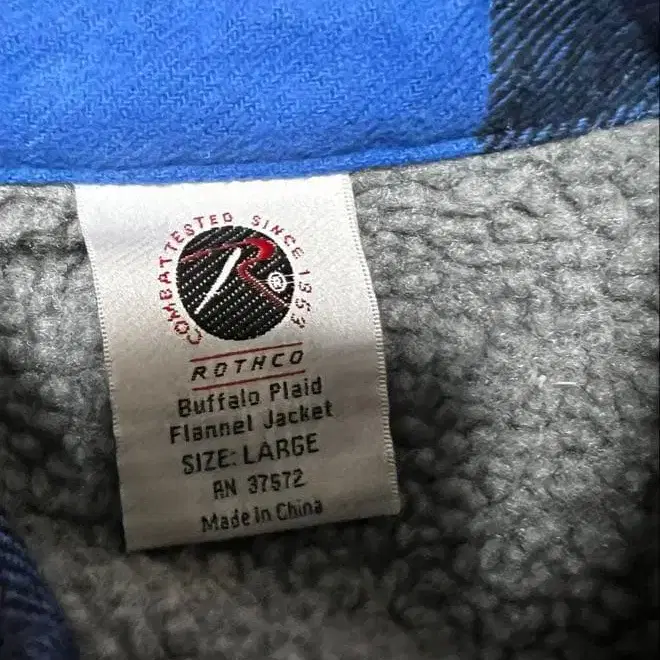 COMBAT TESTED SINCE 1953
R®
ROTHCO
Buffalo Plaid
Flannel Jacket
SIZE: LARGE
RN 37572
Made in China